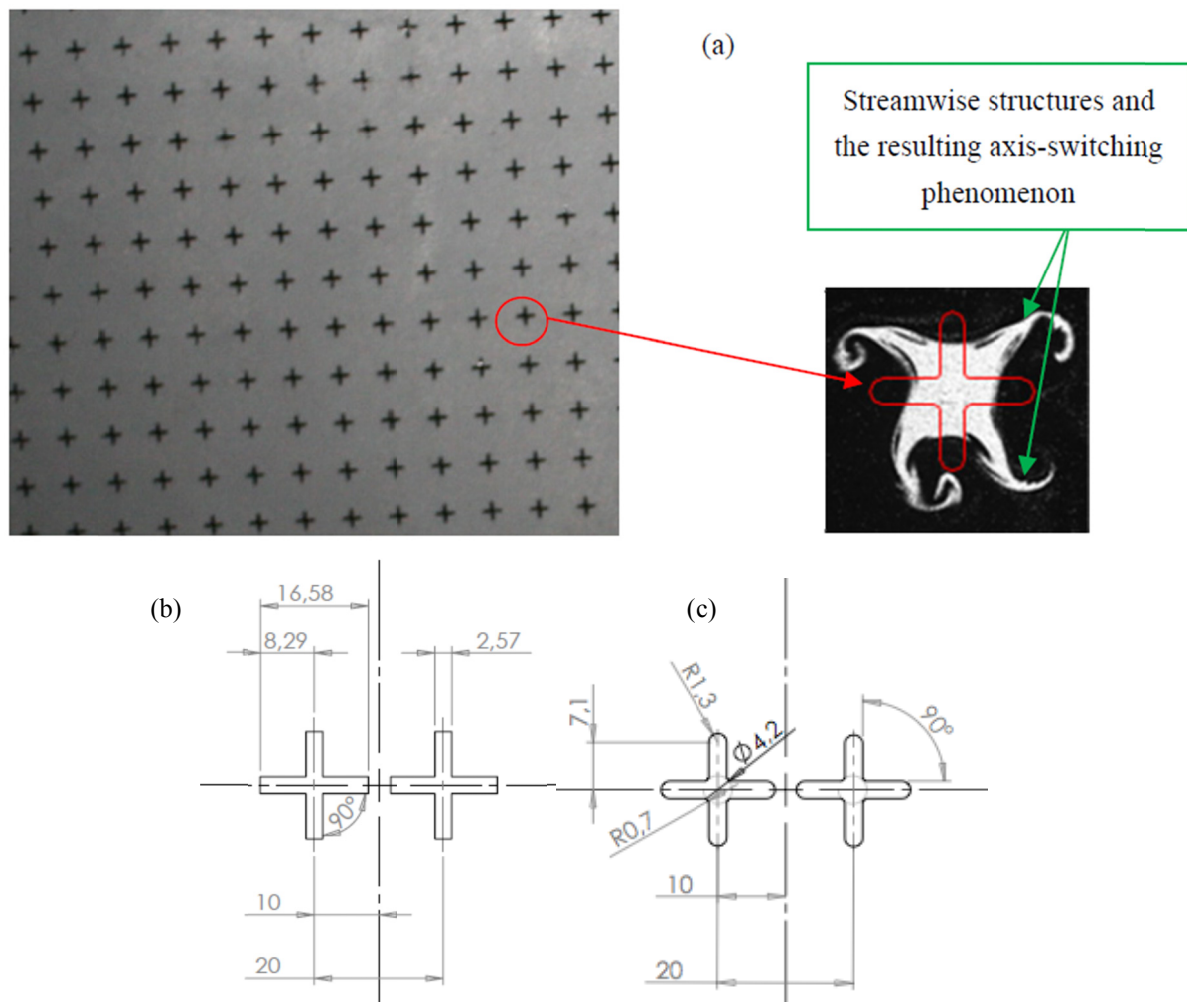 (a)
Streamwise structures and
the resulting axis-switching
phenomenon
(b)
16,58
8,29
2,57
90°
10
20
(c)
R1,3
7,1
Φ4,2
90°
R0,7
10
20